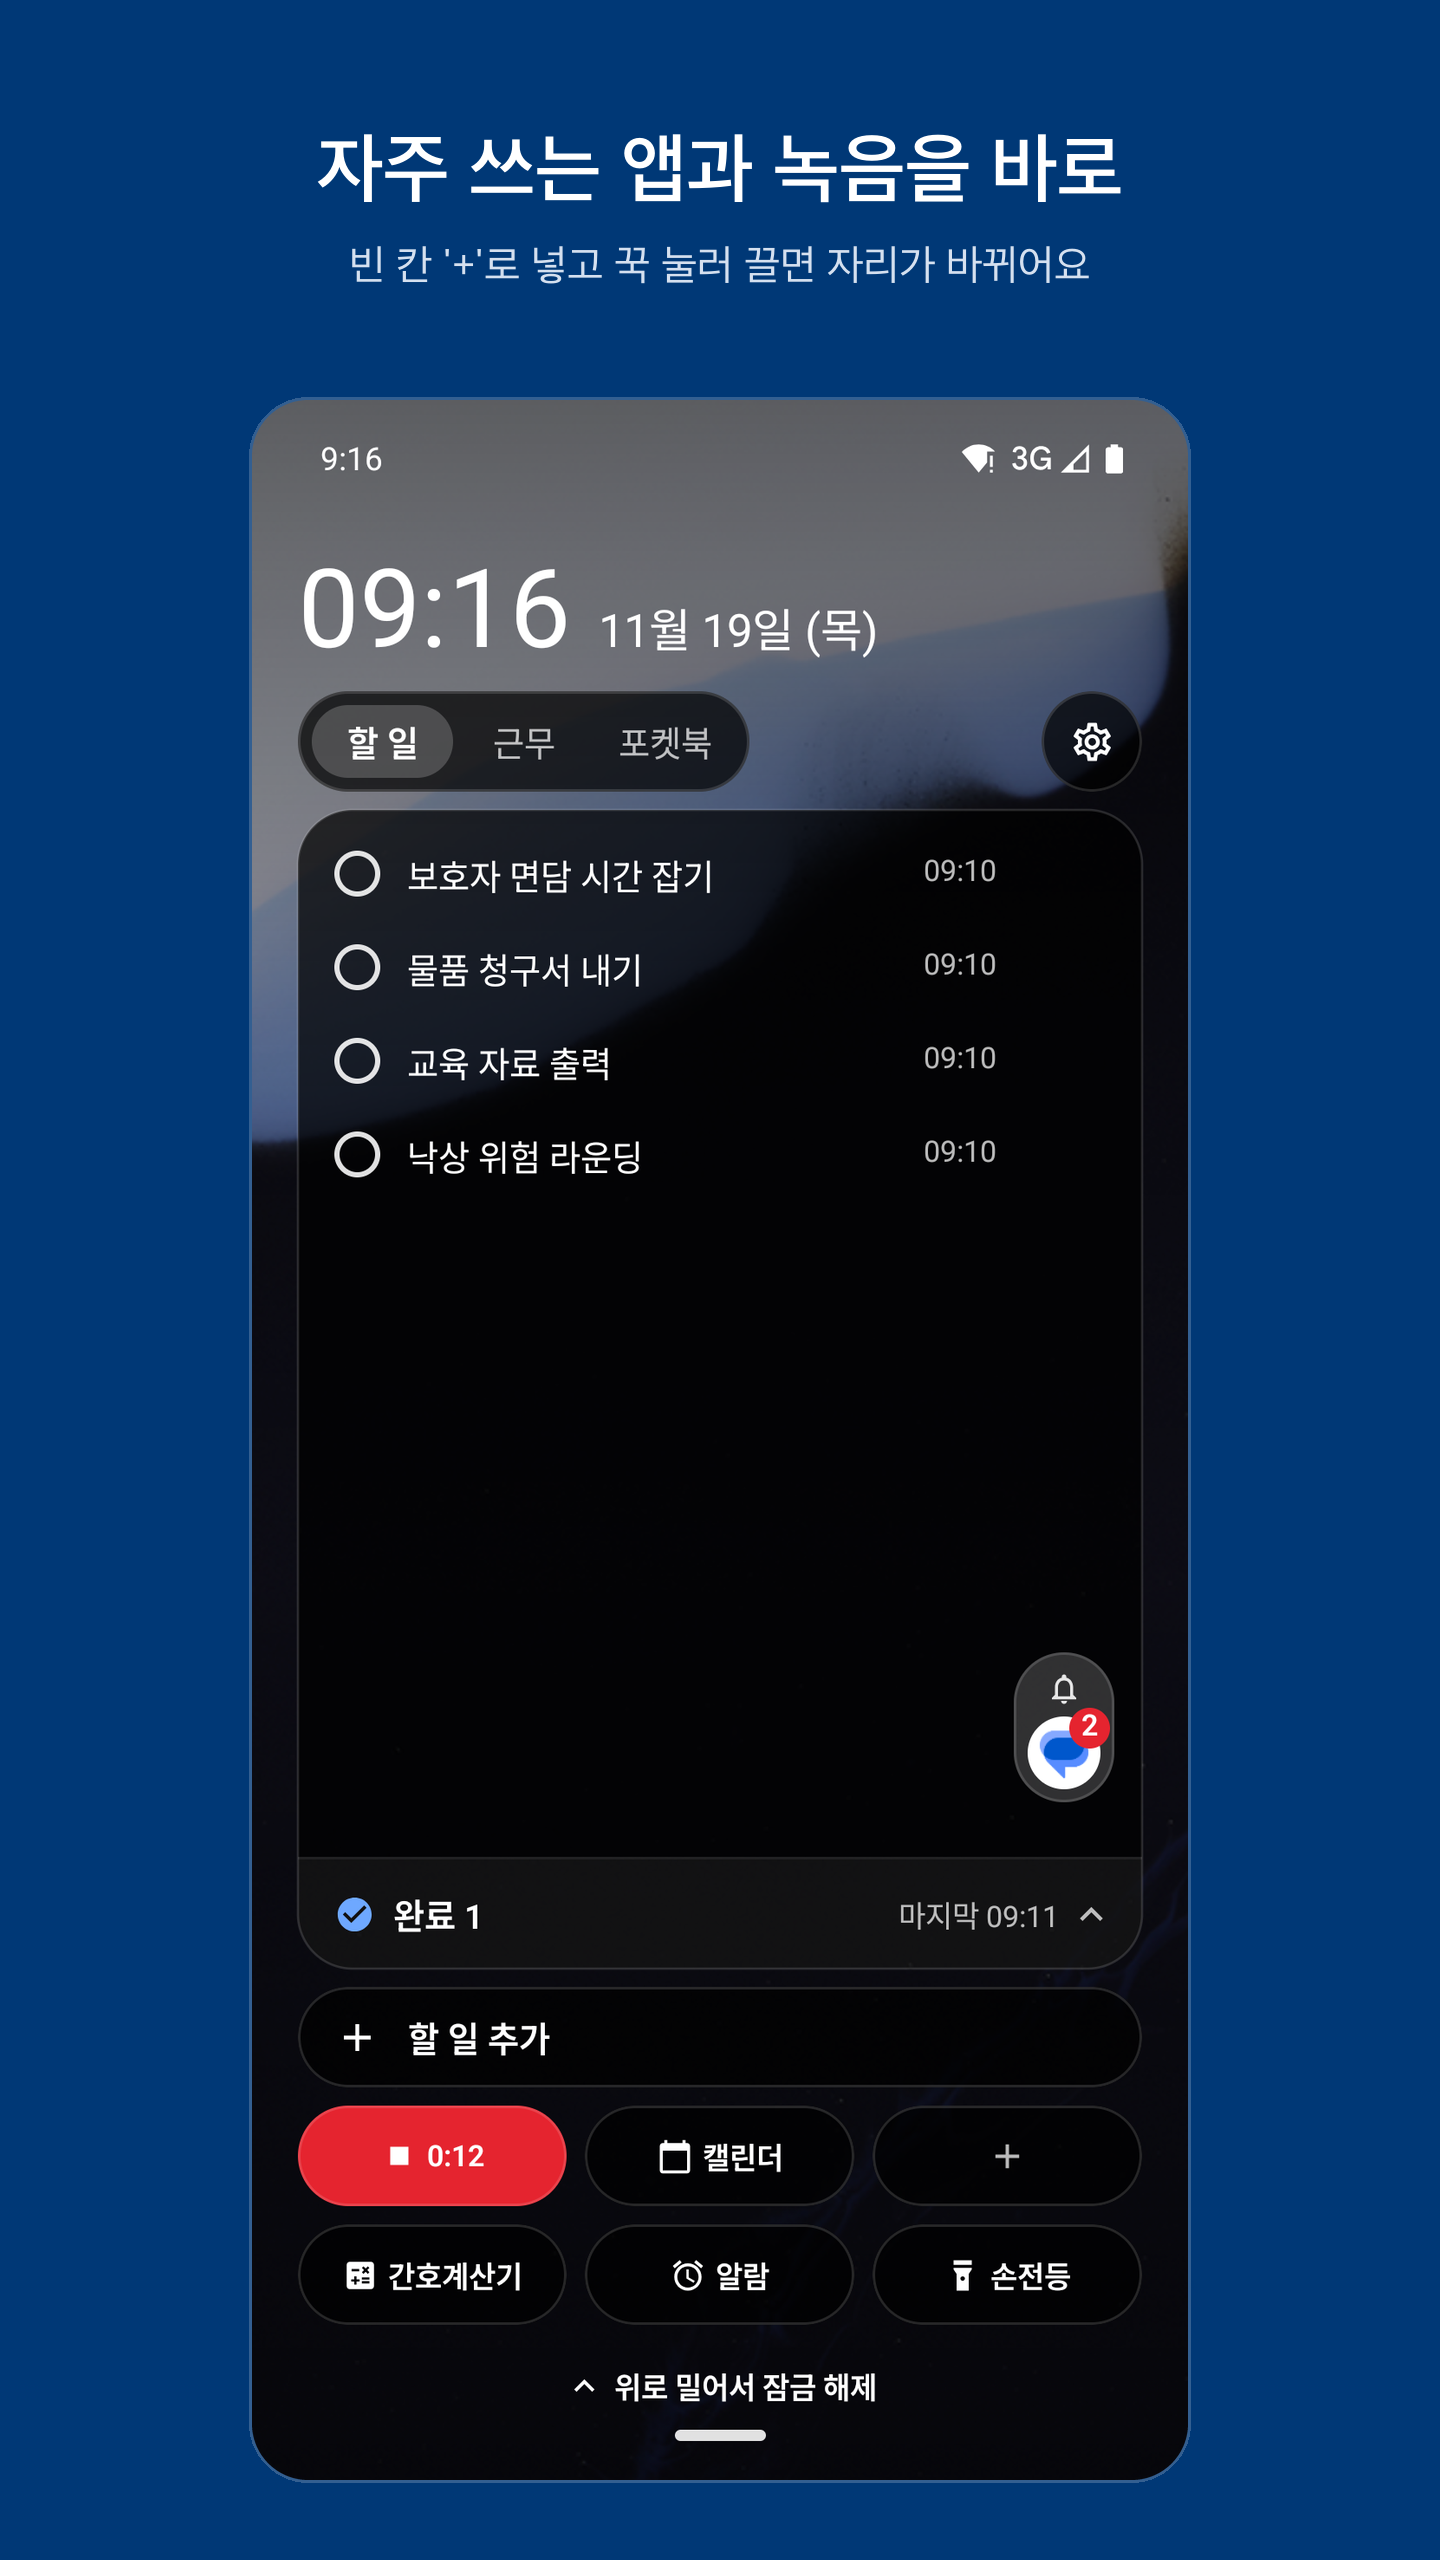 자주 쓰는 앱과 녹음을 바로
빈 칸 '+'로 넣고 꾹 눌러 끌면 자리가 바뀌어요
9:16 3G
09:16 11월 19일 (목)
할 일 근무 포켓북
보호자 면담 시간 잡기 09:10
물품 청구서 내기 09:10
교육 자료 출력 09:10
낙상 위험 라운딩 09:10
2
완료 1 마지막 09:11
+ 할 일 추가
0:12 캘린더 +
간호계산기 알람 손전등
위로 밀어서 잠금 해제